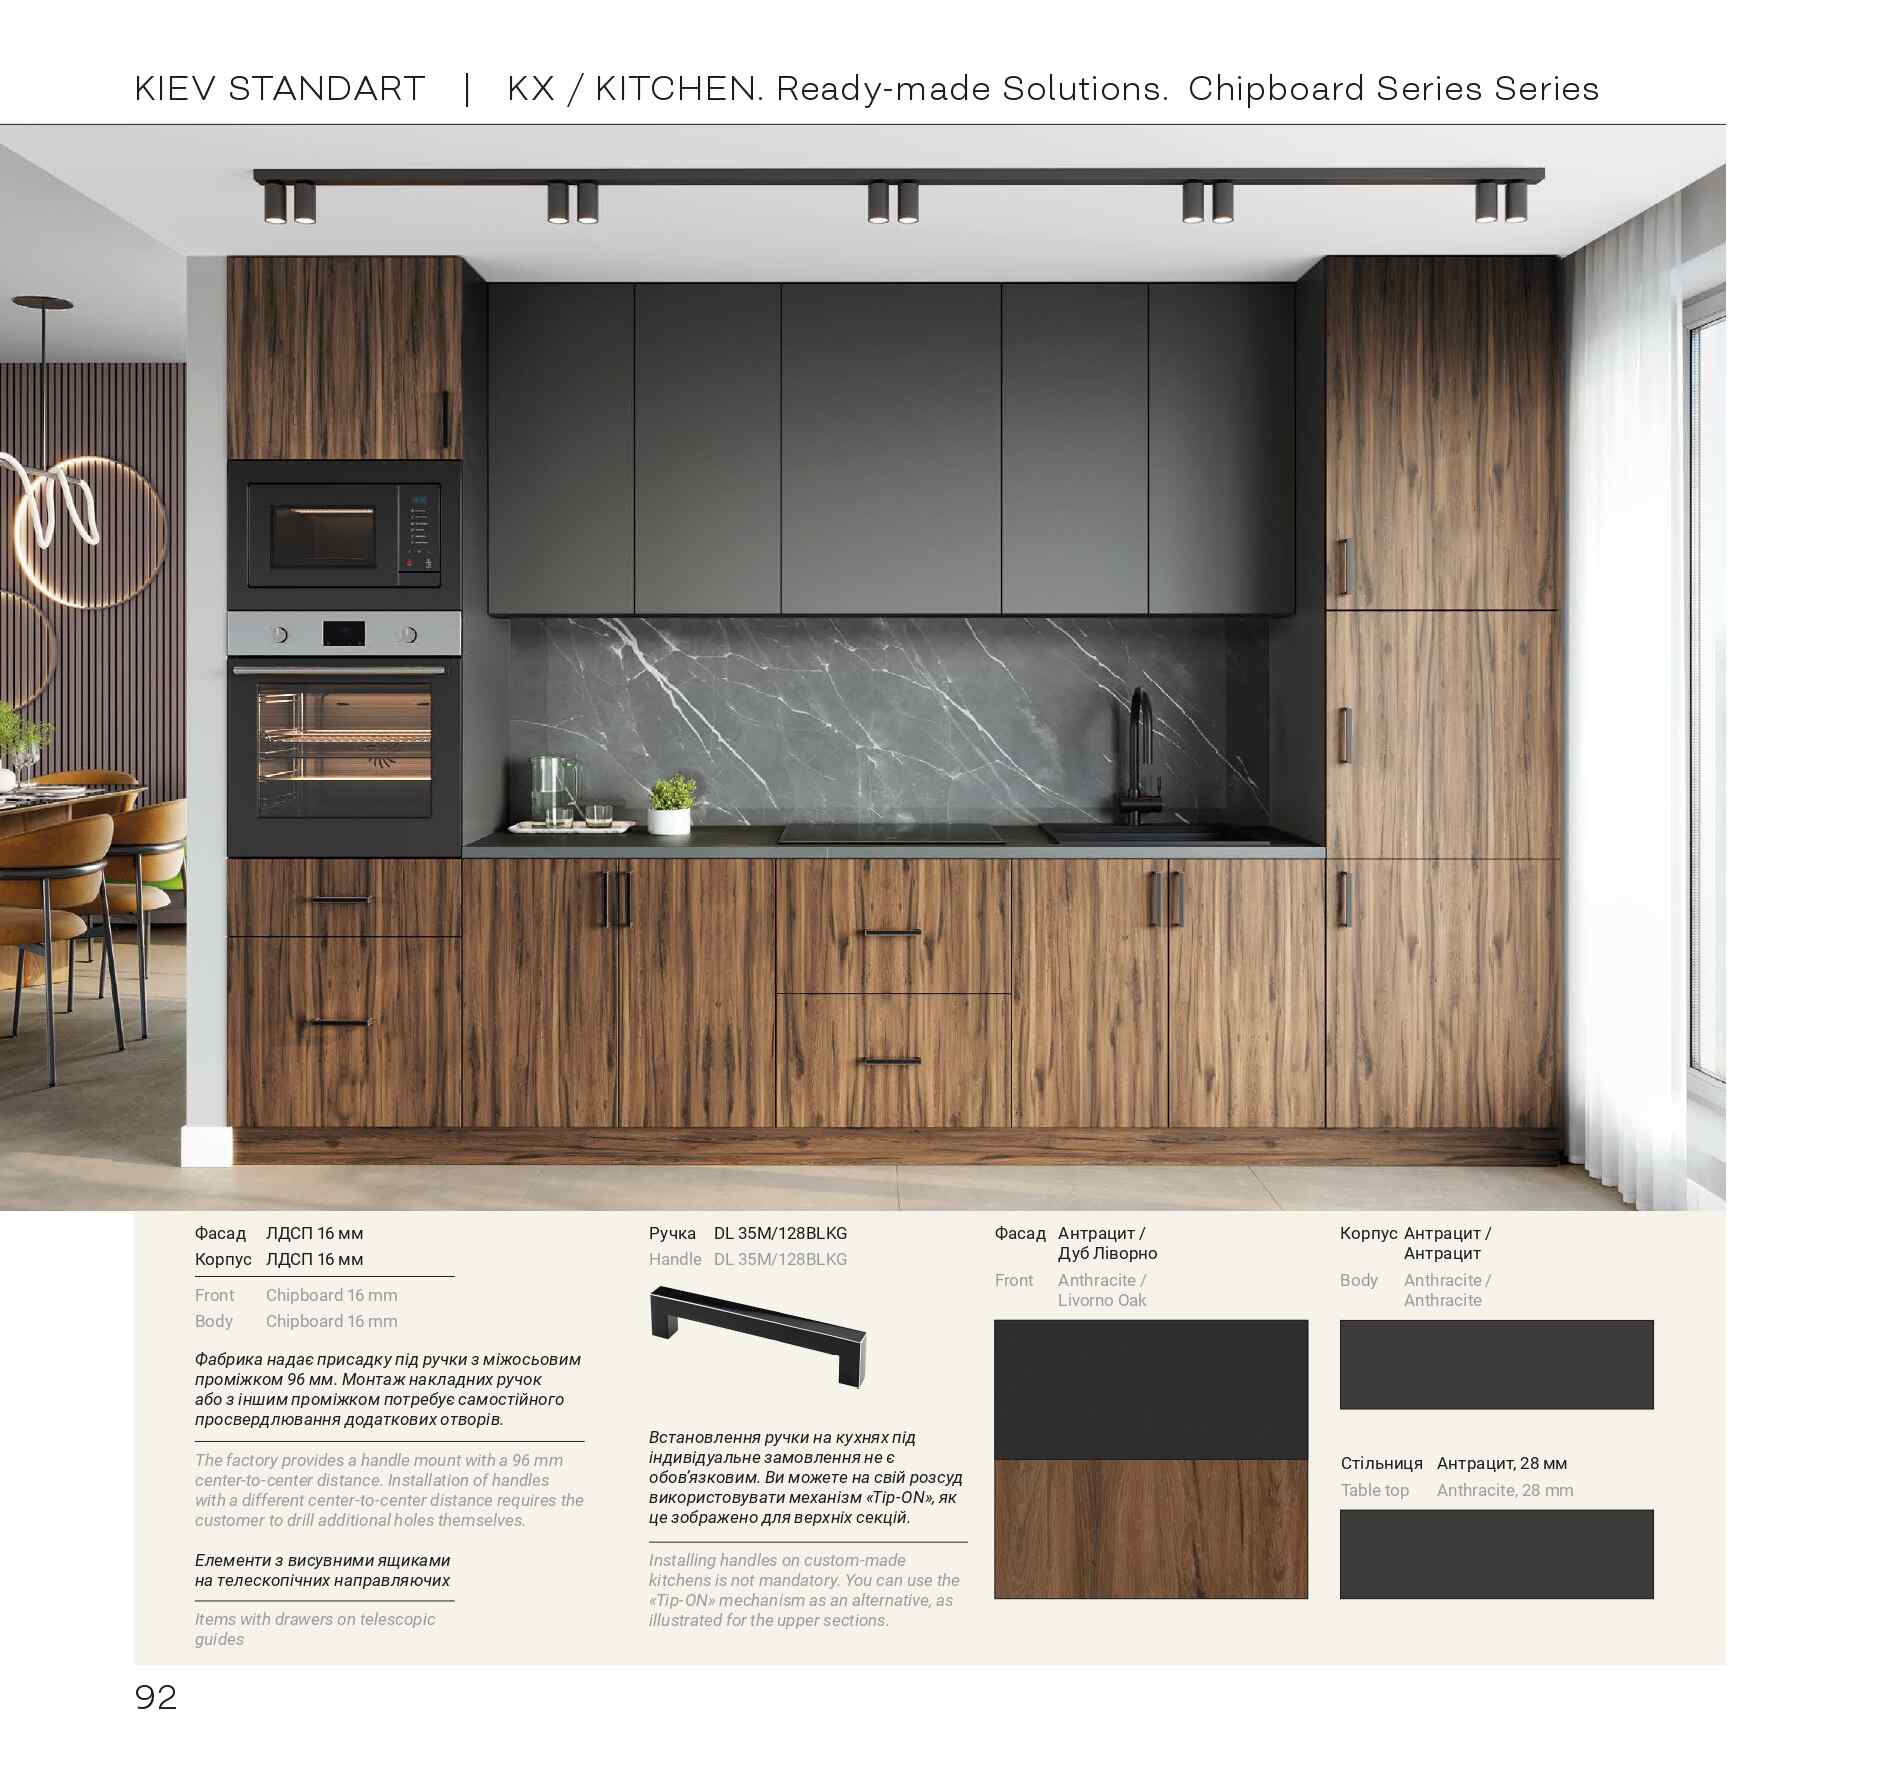 KIEV STANDART | KX / KITCHEN. Ready-made Solutions. Chipboard Series Series
Фасад ЛДСП 16 мм
Корпус ЛДСП 16 мм
Front Chipboard 16 mm
Body Chipboard 16 mm
Фабрика надає присадку під ручки з міжосьовим
проміжком 96 мм. Монтаж накладних ручок
або з іншим проміжком потребує самостійного
просвердлювання додаткових отворів.
The factory provides a handle mount with a 96 mm
center-to-center distance. Installation of handles
with a different center-to-center distance requires the
customer to drill additional holes themselves.
Елементи з висувними ящиками
на телескопічних направляючих
Items with drawers on telescopic
guides
Ручка DL 35M/128BLKG
Handle DL 35M/128BLKG
Встановлення ручки на кухнях під
індивідуальне замовлення не є
обов’язковим. Ви можете на свій розсуд
використовувати механізм «Tip-ON», як
це зображено для верхніх секцій.
Installing handles on custom-made
kitchens is not mandatory. You can use the
«Tip-ON» mechanism as an alternative, as
illustrated for the upper sections.
Фасад Антрацит /
Дуб Ліворно
Front Anthracite /
Livorno Oak
Корпус Антрацит /
Антрацит
Body Anthracite /
Anthracite
Стільниця Антрацит, 28 мм
Table top Anthracite, 28 mm
92